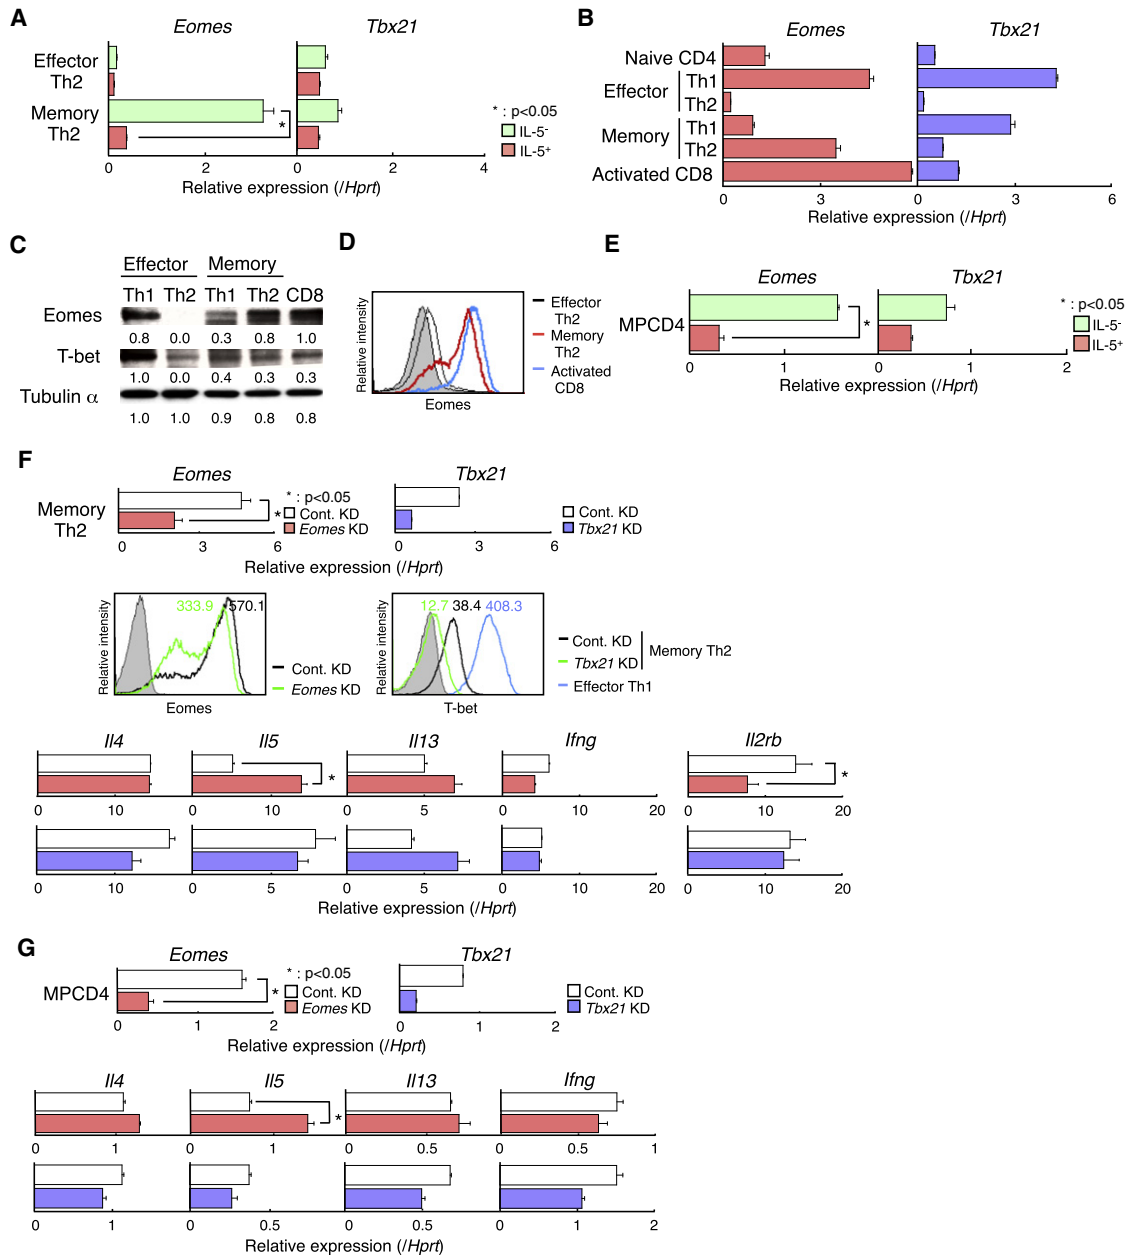 A
Eomes
Tbx21
Effector
Th2
Memory
Th2
*
* : p<0.05
IL-5-
IL-5+
0
2
0
2
4
Relative expression (/Hprt)
B
Eomes
Tbx21
Naive CD4
Effector
Th1
Th2
Memory
Th1
Th2
Activated CD8
0
3
0
3
6
Relative expression (/Hprt)
C
Effector
Memory
Th1 Th2 Th1 Th2 CD8
Eomes
0.8 0.0 0.3 0.8 1.0
T-bet
1.0 0.0 0.4 0.3 0.3
Tubulin α
1.0 1.0 0.9 0.8 0.8
D
Relative intensity
Eomes
Effector
Th2
Memory
Th2
Activated
CD8
E
Eomes
Tbx21
MPCD4
*
* : p<0.05
IL-5-
IL-5+
0
1
0
1
2
Relative expression (/Hprt)
F
Eomes
Tbx21
Memory
Th2
*
* : p<0.05
Cont. KD
Eomes KD
Cont. KD
Tbx21 KD
0 3 6
0 3 6
Relative expression (/Hprt)
Relative intensity
333.9 570.1
Eomes
Cont. KD
Eomes KD
Relative intensity
12.7 38.4 408.3
T-bet
Cont. KD
Tbx21 KD
Memory Th2
Effector Th1
Il4
Il5
Il13
Ifng
Il2rb
*
*
0 10 0 10 0 5 0 10 20 0 10 20
0 10 0 5 0 5 0 10 20 0 10 20
Relative expression (/Hprt)
G
Eomes
Tbx21
MPCD4
*
* : p<0.05
Cont. KD
Eomes KD
Cont. KD
Tbx21 KD
0 1 2
0 1 2
Relative expression (/Hprt)
Il4
Il5
Il13
Ifng
*
0 1 0 1 0 0.5 0 0.5 1
0 1 0 0.5 0 0.5 0 1 2
Relative expression (/Hprt)